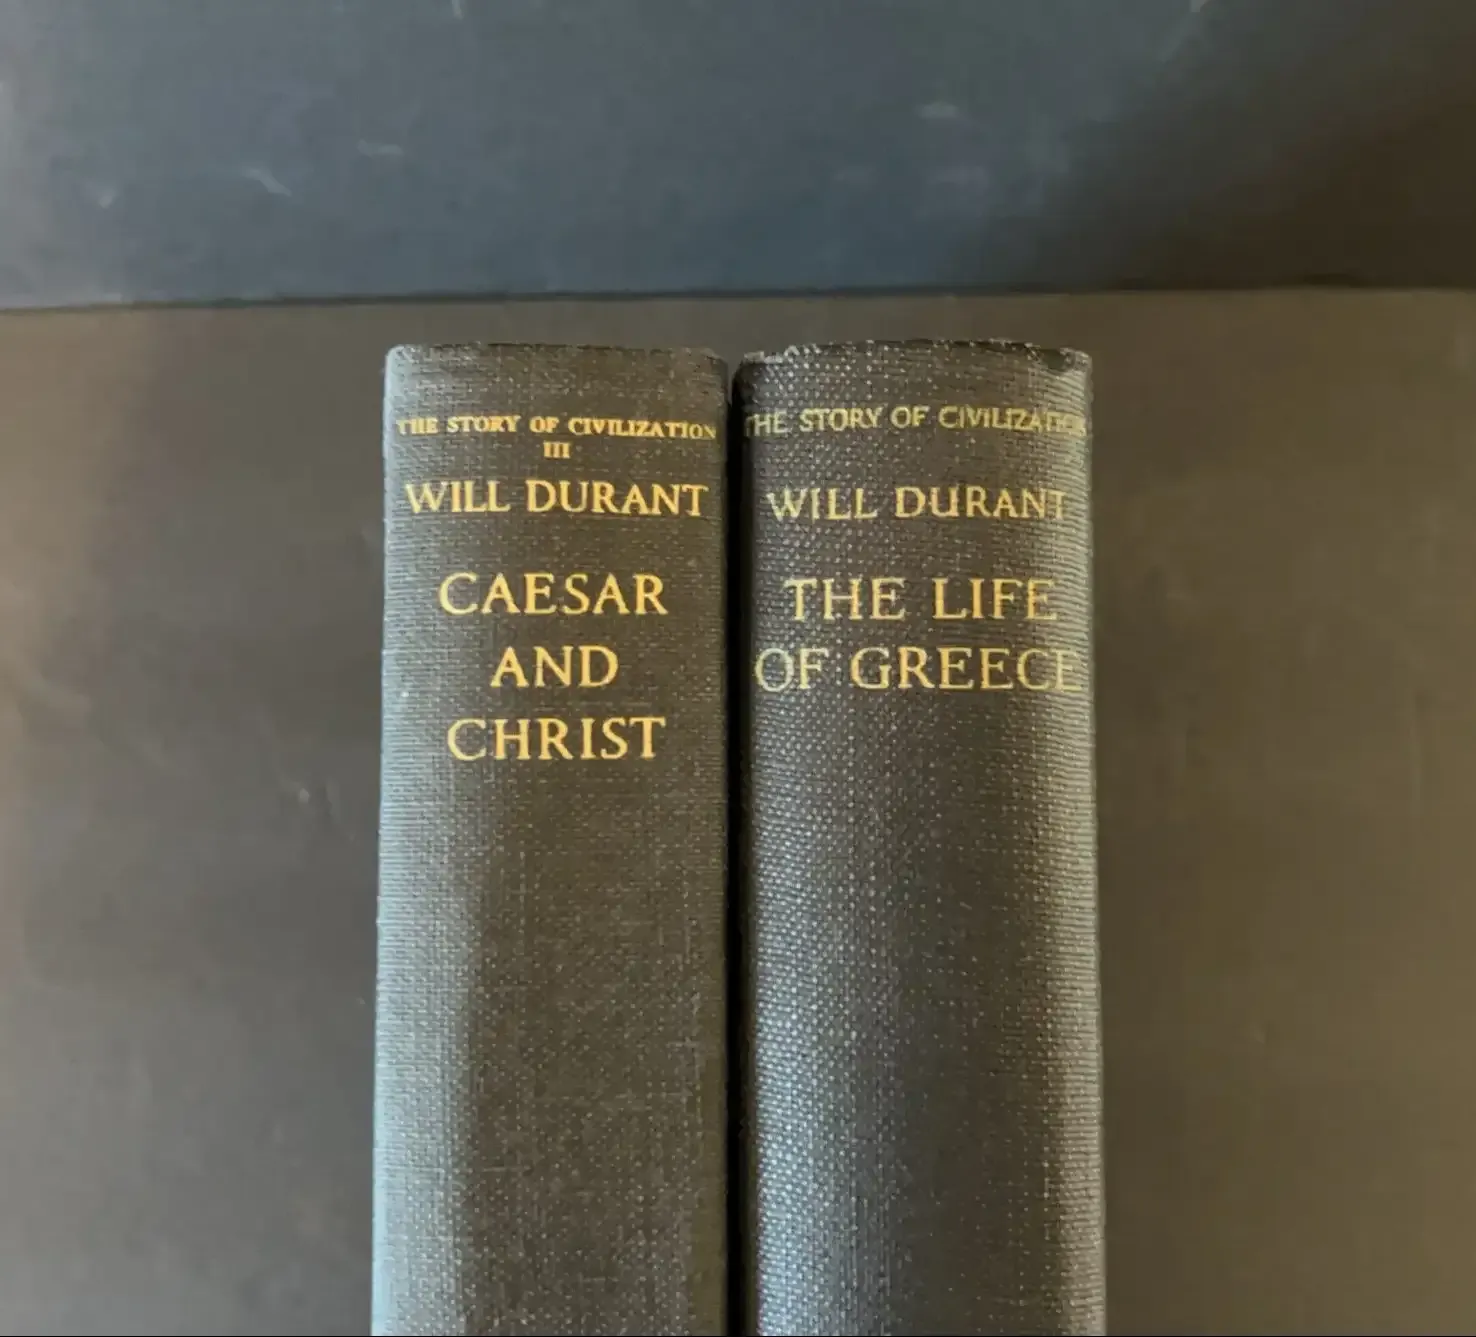 THE STORY OF CIVILIZATION
III
WILL DURANT
CAESAR
AND
CHRIST
THE STORY OF CIVILIZATION
WILL DURANT
THE LIFE
OF GREECE